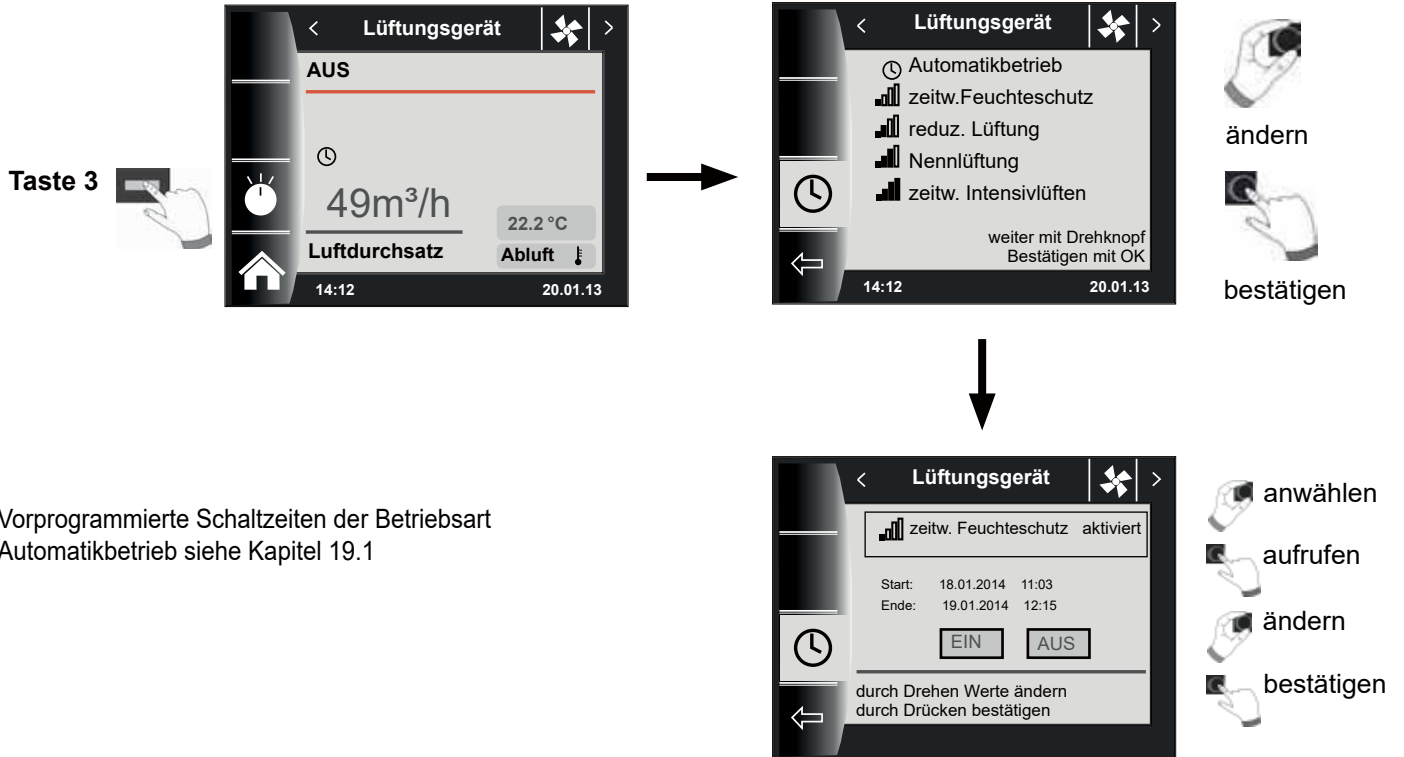 Taste 3
< Lüftungsgerät >
AUS
49m³/h
22.2 °C
Luftdurchsatz
Abluft
14:12 20.01.13
< Lüftungsgerät >
Automatikbetrieb
zeitw.Feuchteschutz
reduz. Lüftung
Nennlüftung
zeitw. Intensivlüften
weiter mit Drehknopf
Bestätigen mit OK
14:12 20.01.13
ändern
bestätigen
Vorprogrammierte Schaltzeiten der Betriebsart
Automatikbetrieb siehe Kapitel 19.1
< Lüftungsgerät >
zeitw. Feuchteschutz aktiviert
Start: 18.01.2014 11:03
Ende: 19.01.2014 12:15
EIN AUS
durch Drehen Werte ändern
durch Drücken bestätigen
anwählen
aufrufen
ändern
bestätigen